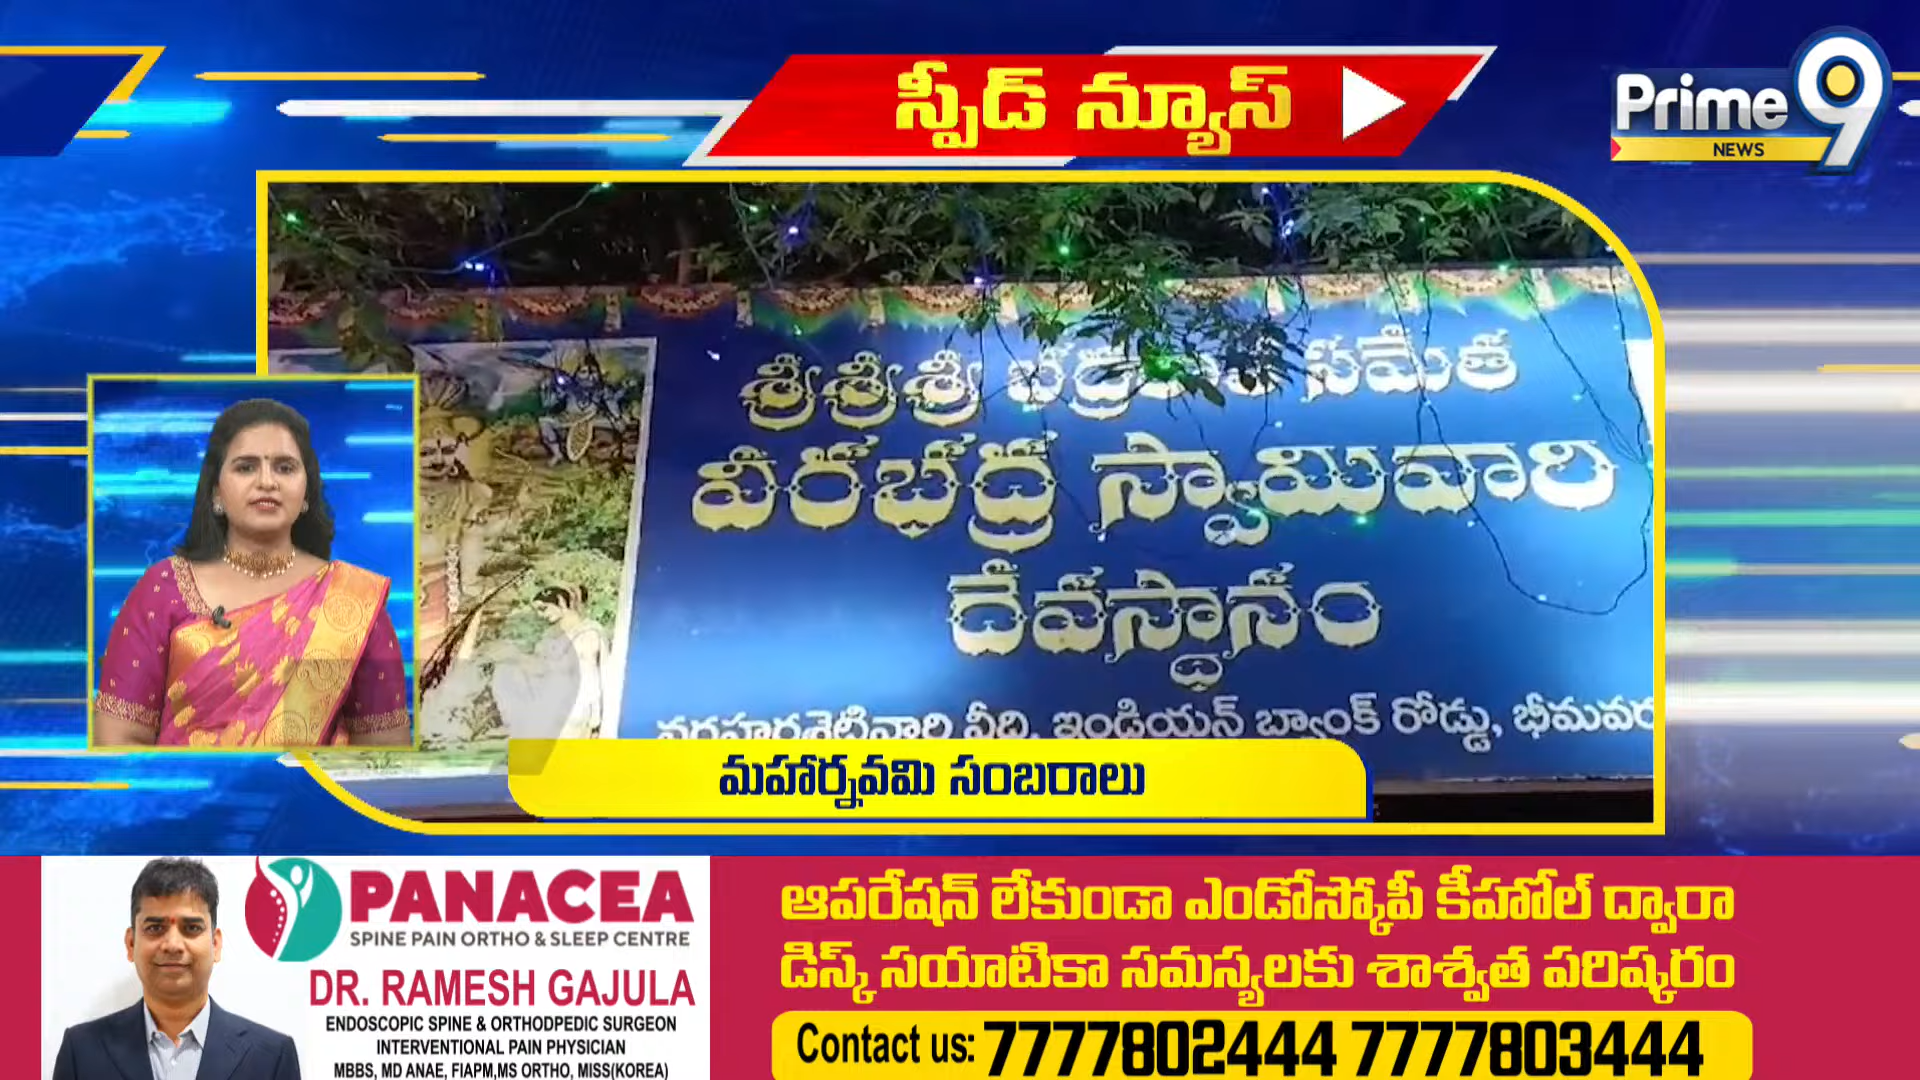 స్పీడ్ న్యూస్
Prime9
NEWS
శ్రీశ్రీశ్రీ సమేత
వీరభద్ర స్వామివారి
దేవస్థానం
వీది, ఇండియన్ బ్యాంక్ రోడ్డు,
మహార్నవమి సంబరాలు
PANACEA
SPINE PAIN ORTHO & SLEEP CENTRE
DR. RAMESH GAJULA
ENDOSCOPIC SPINE & ORTHODPEDIC SURGEON
INTERVENTIONAL PAIN PHYSICIAN
MBBS, MD ANAE, FIAPM,MS ORTHO, MISS(KOREA)
ఆపరేషన్ లేకుండా ఎండోస్కోపీ కీహోల్ ద్వారా
డిస్క్ సయాటికా సమస్యలకు శాశ్వత పరిష్కరం
Contact us: 7777802444 7777803444